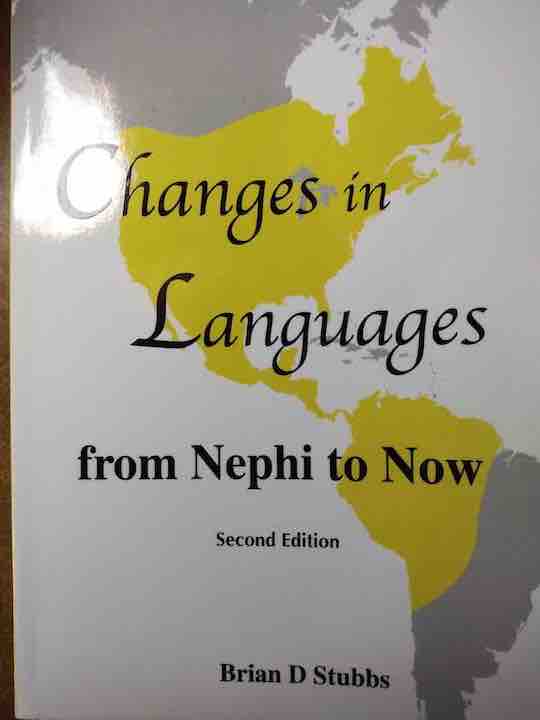 Changes in
Languages
from Nephi to Now
Second Edition
Brian D Stubbs